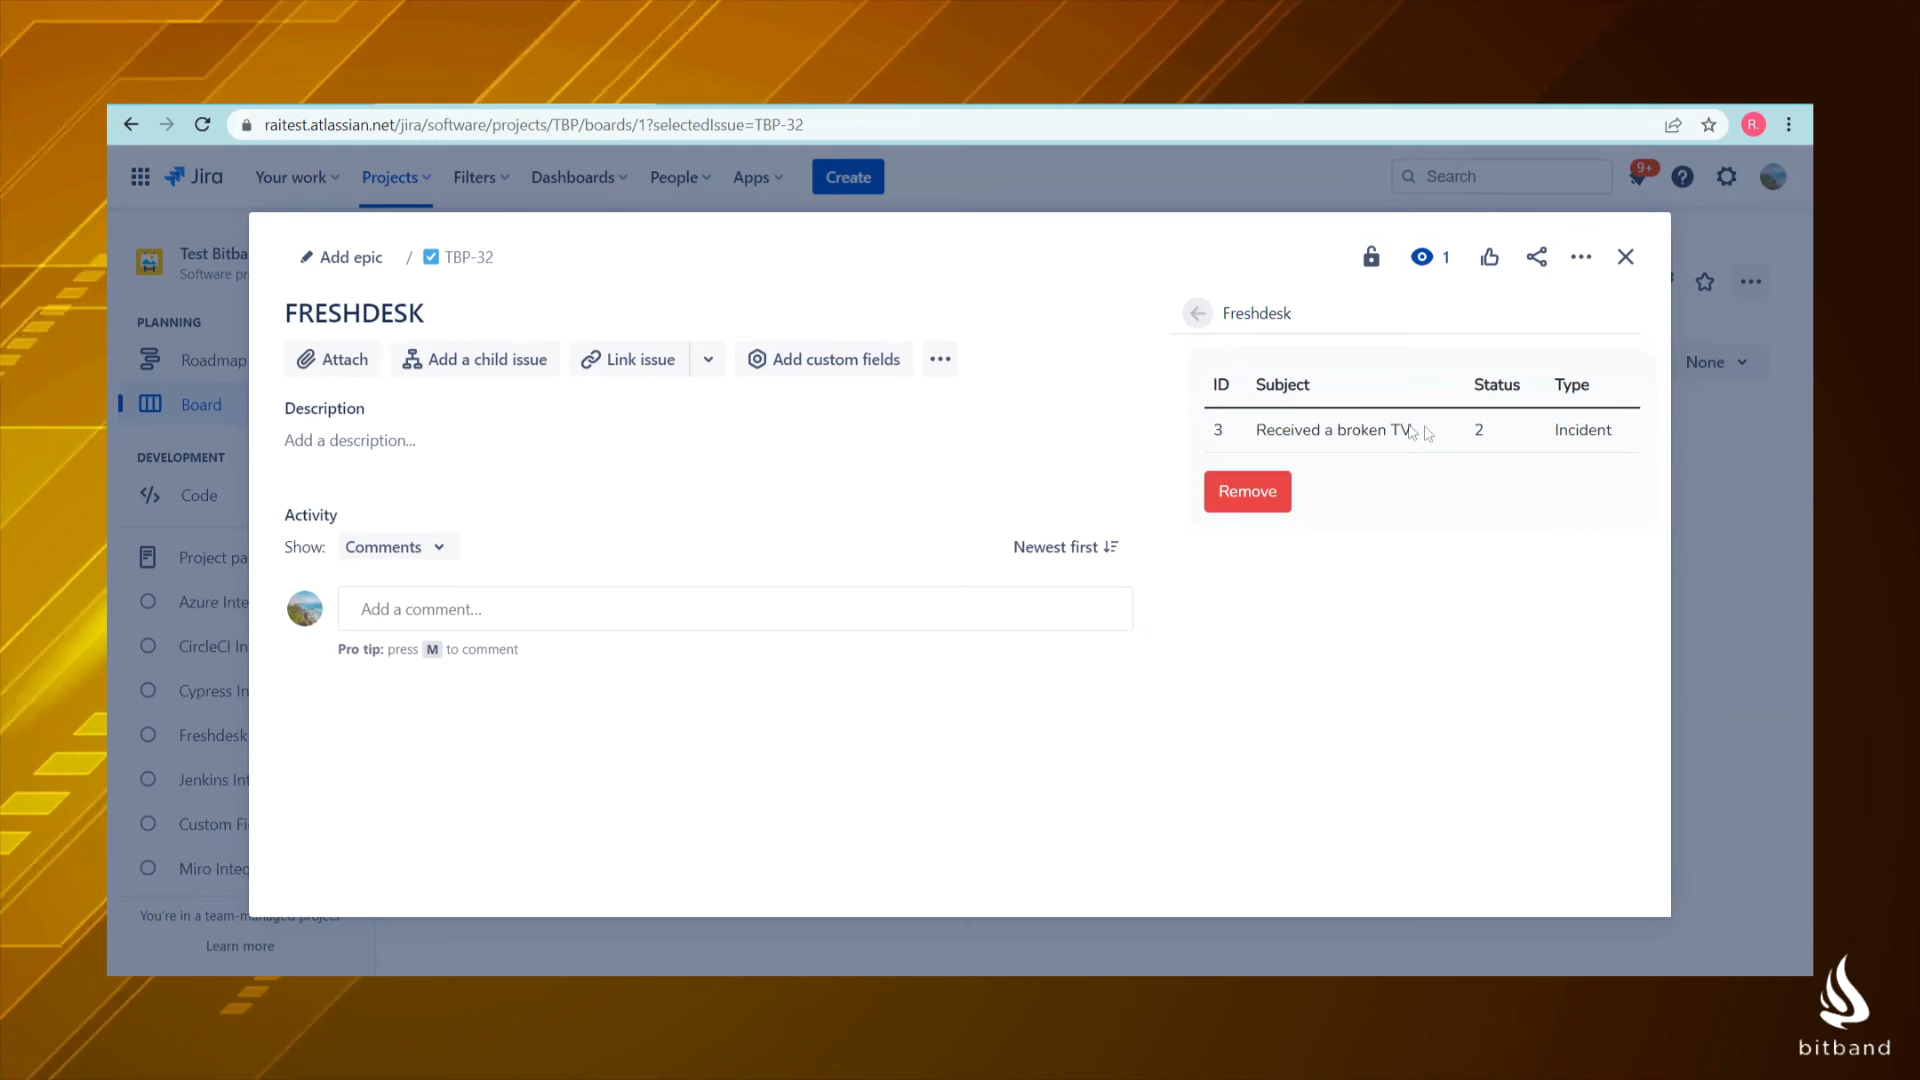 raitest.atlassian.net/jira/software/projects/TBP/boards/1?selectedIssue=TBP-32
R.
Jira
Your work
Projects
Filters
Dashboards
People
Apps
Create
Search
9+
Test Bitba
Software pr
PLANNING
Roadmap
Board
DEVELOPMENT
Code
Project pa
Azure Inte
CircleCI In
Cypress In
Freshdesk
Jenkins Int
Custom Fi
Miro Integ
You're in a team-managed project
Learn more
None
Add epic / TBP-32
1
FRESHDESK
Attach
Add a child issue
Link issue
Add custom fields
Description
Add a description...
Activity
Show: Comments
Newest first
Add a comment...
Pro tip: press M to comment
Freshdesk
ID Subject Status Type
3 Received a broken TV 2 Incident
Remove
bitband